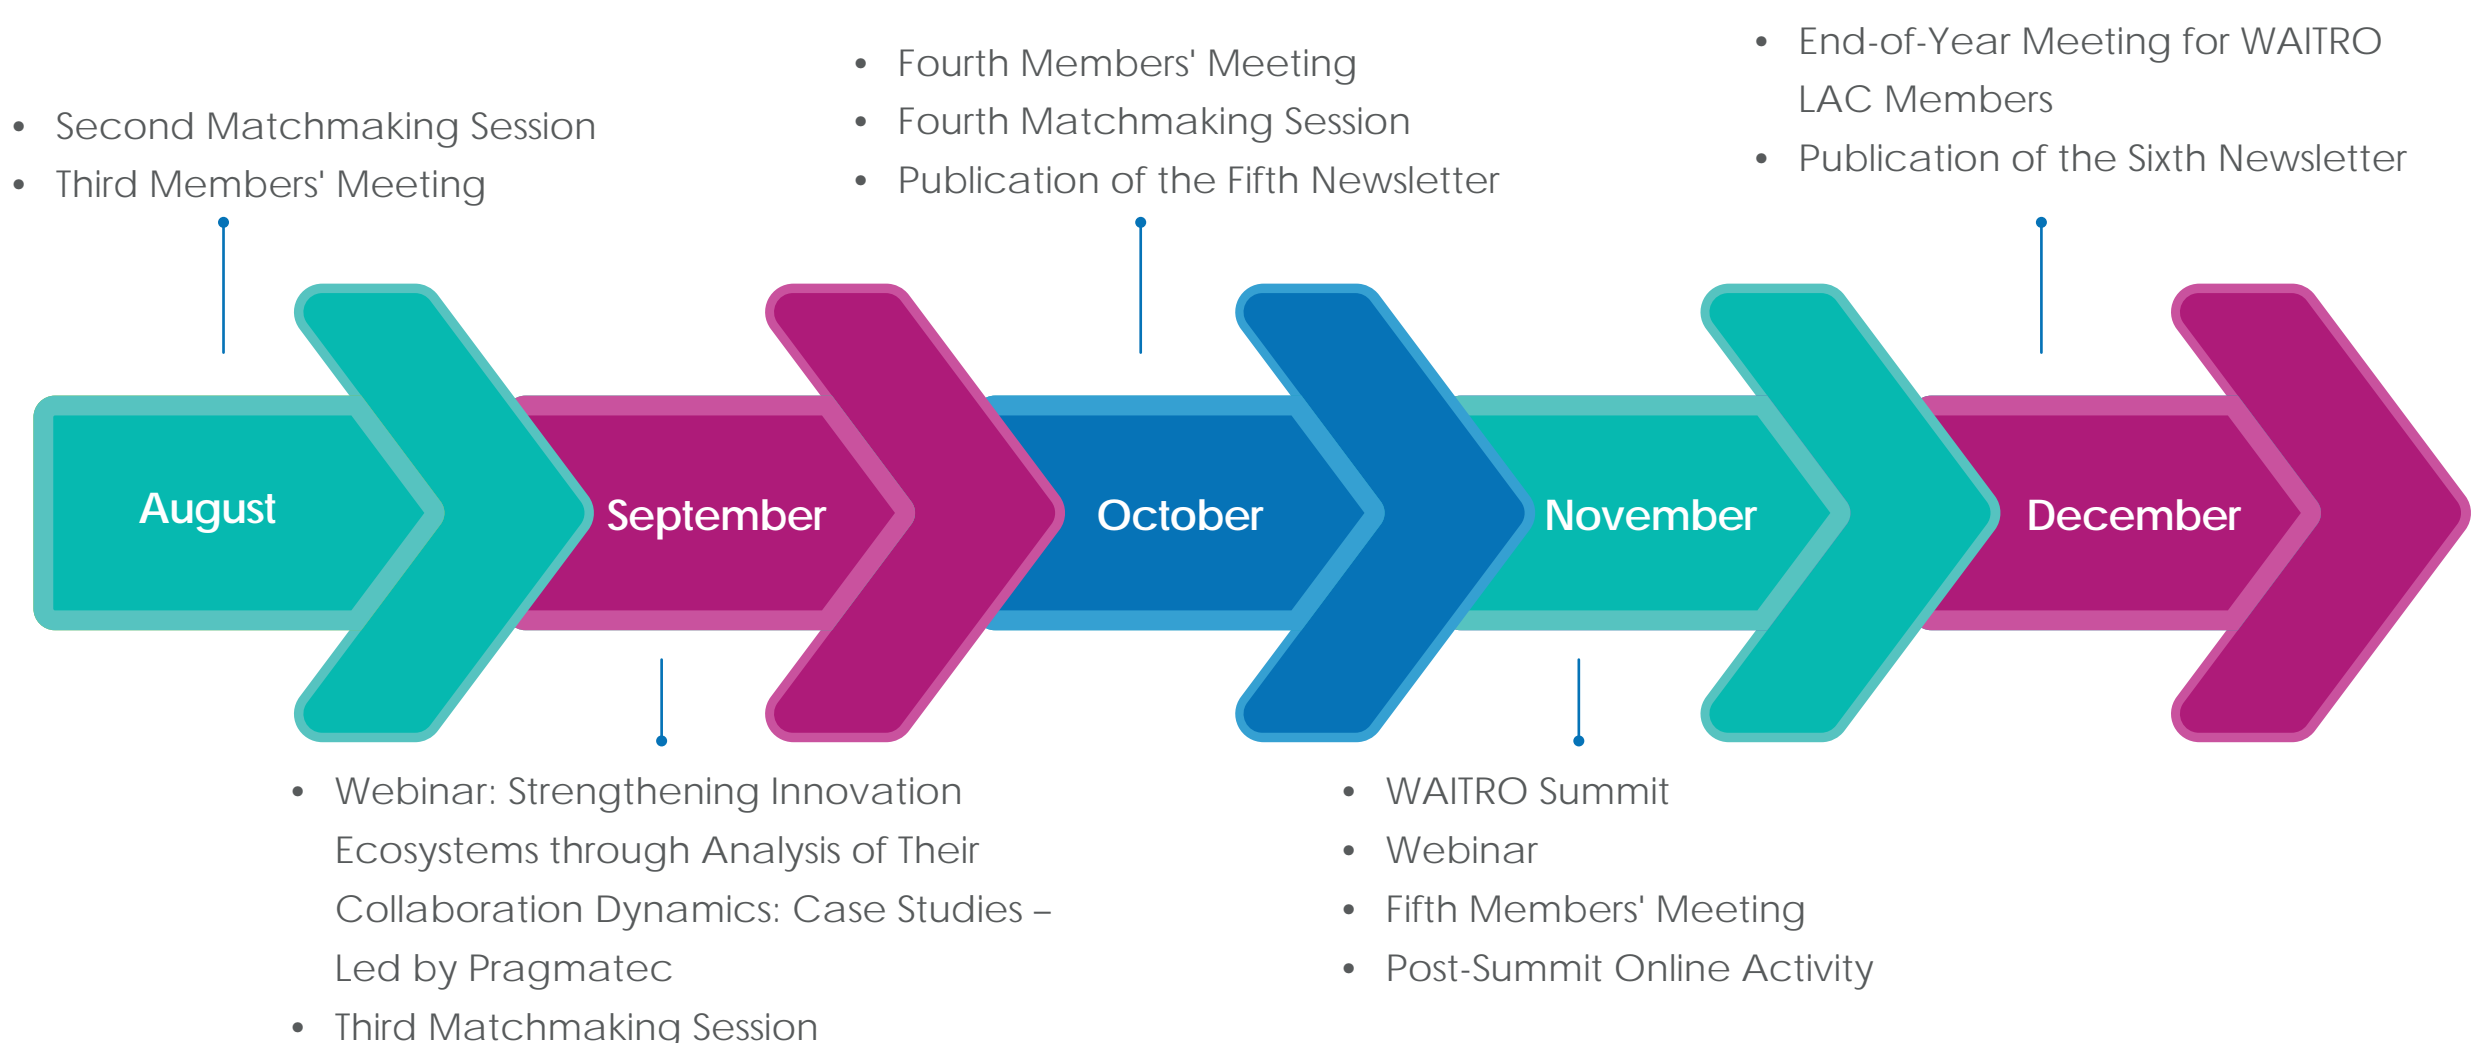 • Second Matchmaking Session
• Third Members' Meeting
• Fourth Members' Meeting
• Fourth Matchmaking Session
• Publication of the Fifth Newsletter
• End-of-Year Meeting for WAITRO
LAC Members
• Publication of the Sixth Newsletter
August
September
October
November
December
• Webinar: Strengthening Innovation
Ecosystems through Analysis of Their
Collaboration Dynamics: Case Studies –
Led by Pragmatec
• Third Matchmaking Session
• WAITRO Summit
• Webinar
• Fifth Members' Meeting
• Post-Summit Online Activity